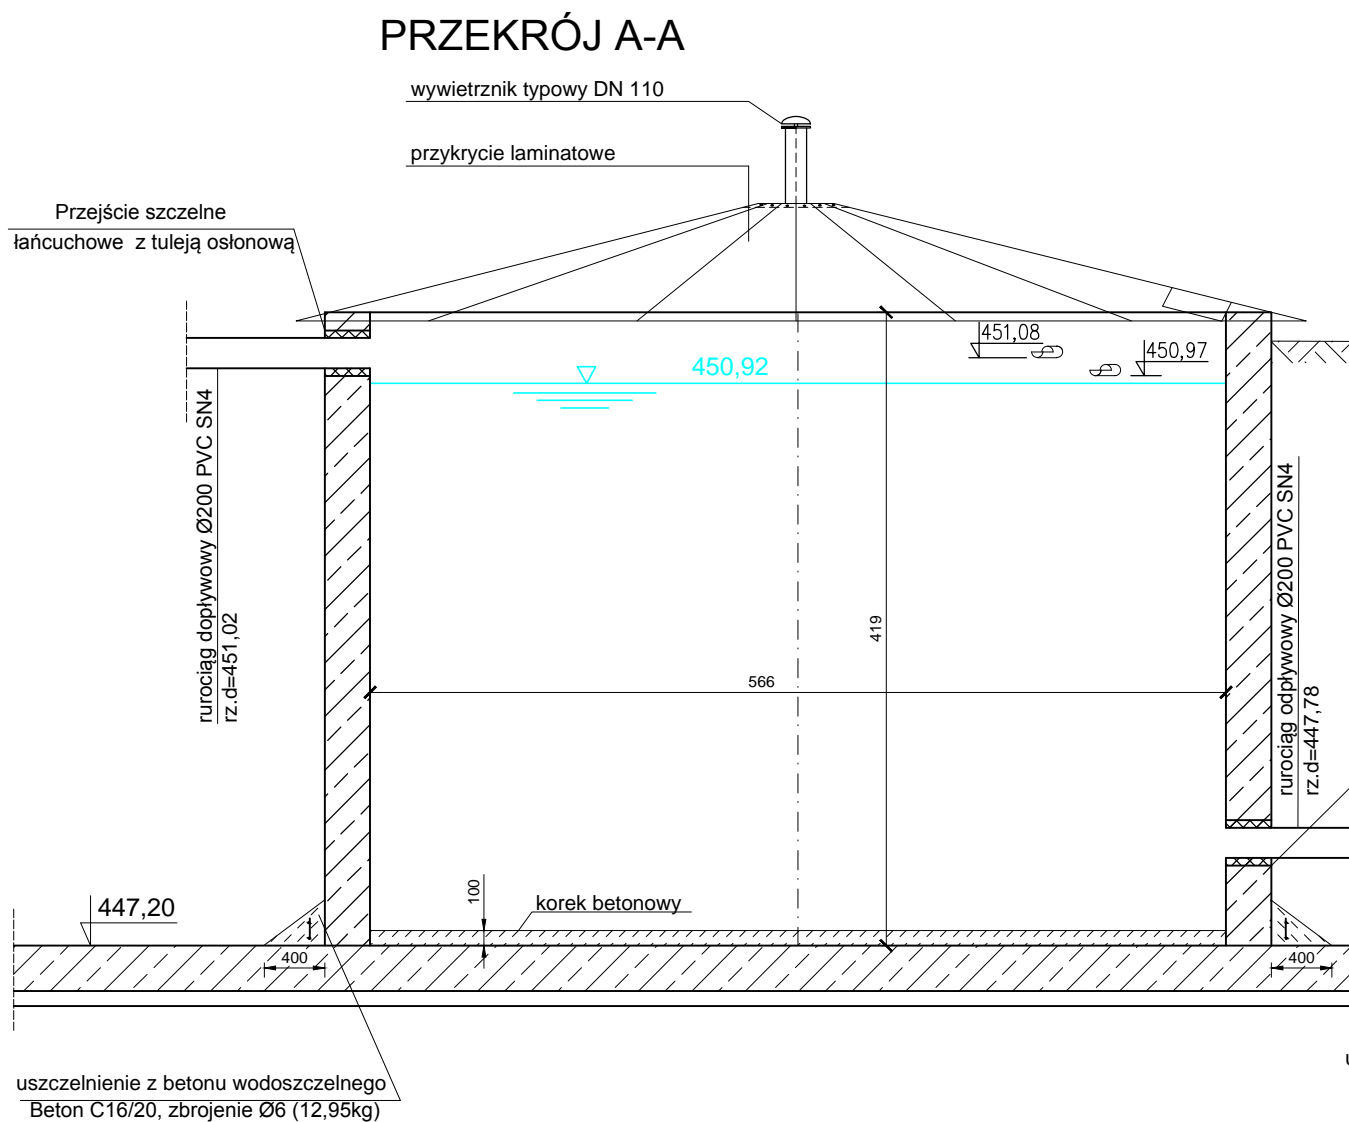 PRZEKRÓJ A-A
wywietrznik typowy DN 110
przykrycie laminatowe
Przejście szczelne
łańcuchowe z tuleją osłonową
451,08
450,97
450,92
rurociąg dopływowy Ø200 PVC SN4
rz.d=451,02
419
566
rurociąg odpływowy Ø200 PVC SN4
rz.d=447,78
447,20
100
korek betonowy
400
400
uszczelnienie z betonu wodoszczelnego
Beton C16/20, zbrojenie Ø6 (12,95kg)